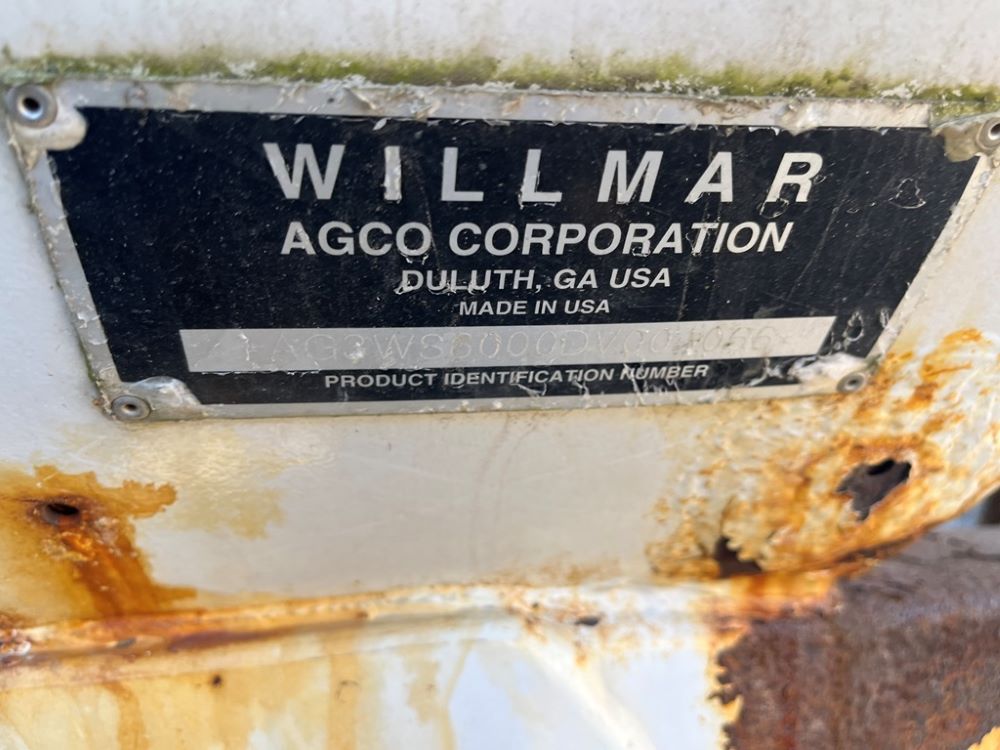 WILLMAR
AGCO CORPORATION
DULUTH, GA USA
MADE IN USA
PRODUCT IDENTIFICATION NUMBER